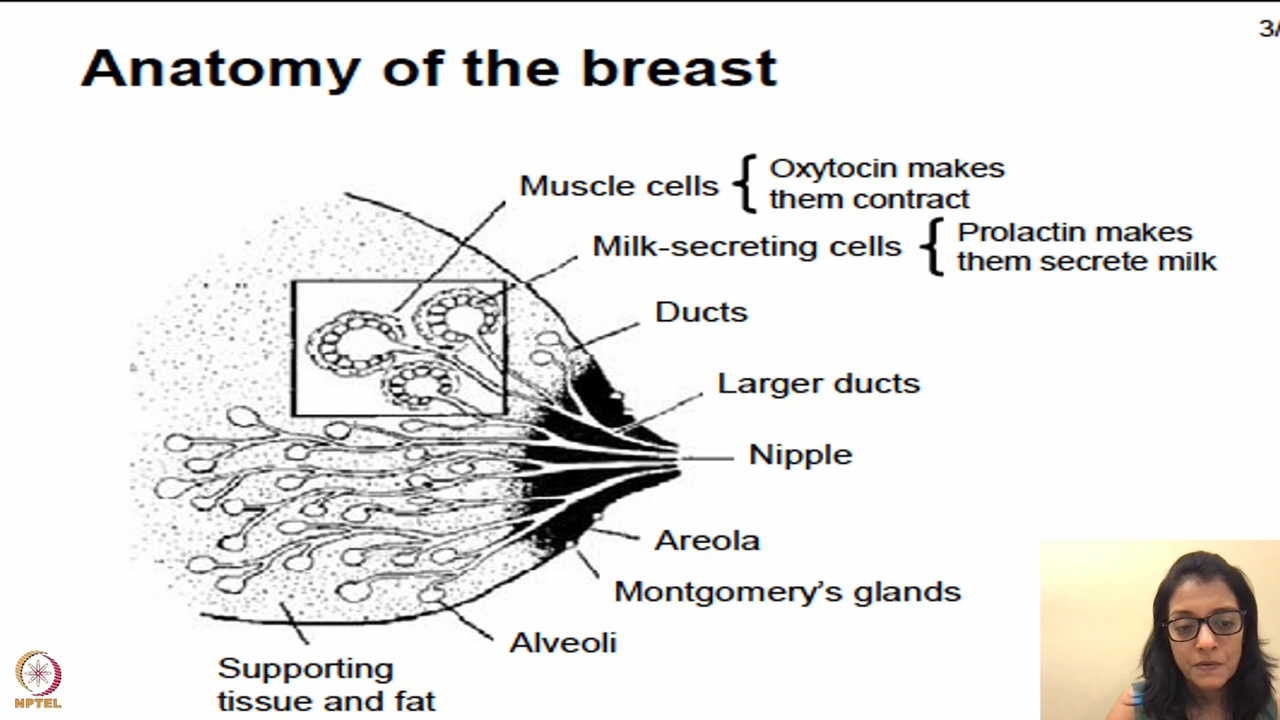 3/
Anatomy of the breast
Muscle cells
Oxytocin makes
them contract
Milk-secreting cells
Prolactin makes
them secrete milk
Ducts
Larger ducts
Nipple
Areola
Montgomery's glands
Alveoli
Supporting
tissue and fat
NPTEL